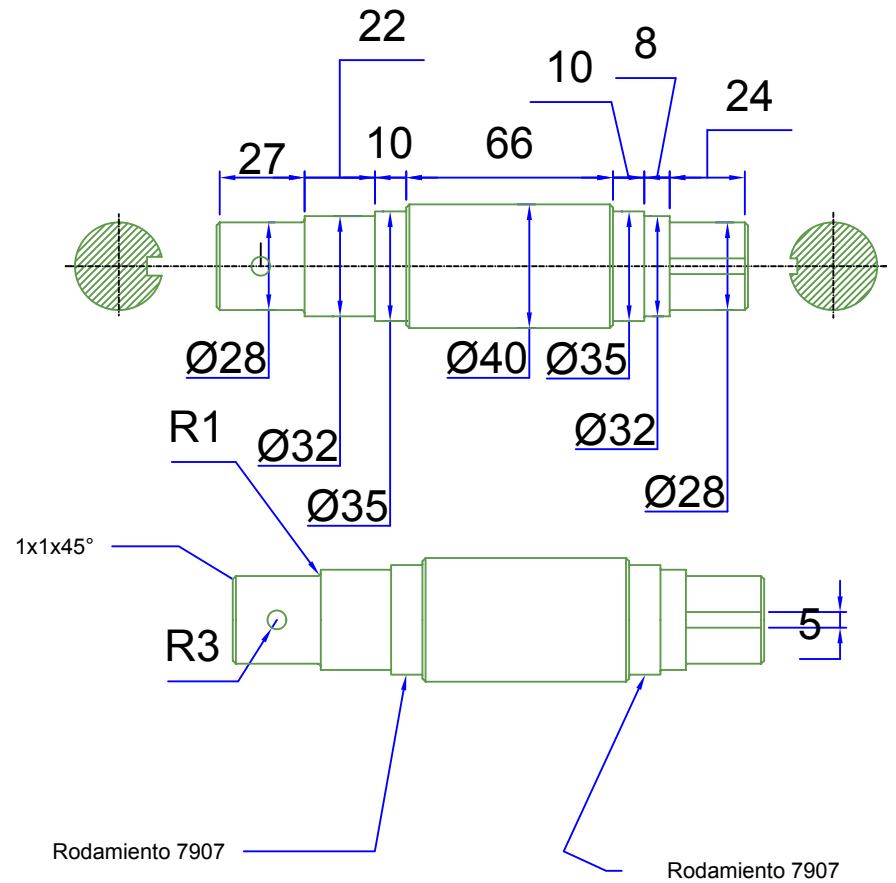 22
8
10
24
27
10
66
Ø28
Ø40
Ø35
R1
Ø32
Ø32
Ø35
Ø28
1x1x45°
5
R3
Rodamiento 7907
Rodamiento 7907